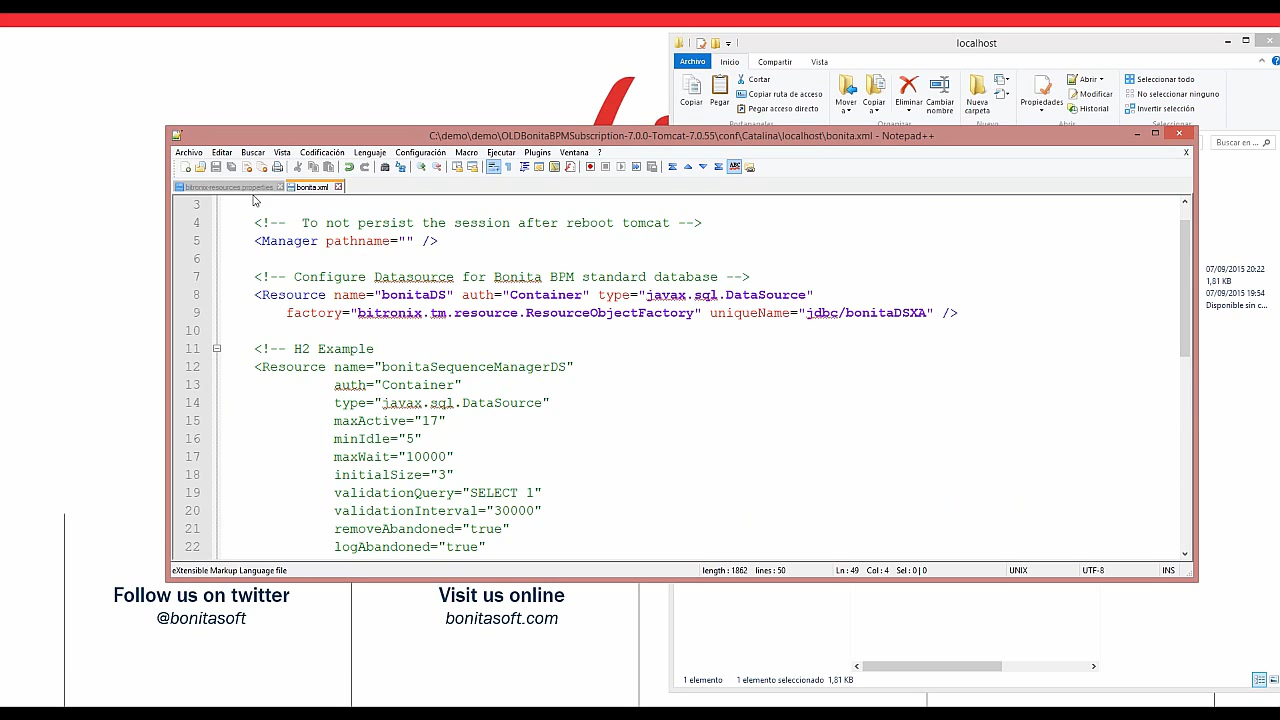 localhost
Archivo Inicio Compartir Vista
Copiar
Pegar
Cortar
Copiar ruta de acceso
Pegar acceso directo
Mover a
Copiar a
Eliminar
Cambiar nombre
Nueva carpeta
Propiedades
Abrir
Modificar
Historial
Seleccionar todo
No seleccionar ninguno
Invertir selección
Portapapeles
Organizar
Nuevo
Abrir
Buscar en ...
C:\demo\demo\OLDBonitaBPMSubscription-7.0.0-Tomcat-7.0.55\conf\Catalina\localhost\bonita.xml - Notepad++
Archivo Editar Buscar Vista Codificación Lenguaje Configuración Macro Ejecutar Plugins Ventana ? X
bitronix-resources.properties bonita.xml
3
4 <!-- To not persist the session after reboot tomcat -->
5 <Manager pathname="" />
6
7 <!-- Configure Datasource for Bonita BPM standard database -->
8 <Resource name="bonitaDS" auth="Container" type="javax.sql.DataSource"
9 factory="bitronix.tm.resource.ResourceObjectFactory" uniqueName="jdbc/bonitaDSXA" />
10
11 <!-- H2 Example
12 <Resource name="bonitaSequenceManagerDS"
13 auth="Container"
14 type="javax.sql.DataSource"
15 maxActive="17"
16 minIdle="5"
17 maxWait="10000"
18 initialSize="3"
19 validationQuery="SELECT 1"
20 validationInterval="30000"
21 removeAbandoned="true"
22 logAbandoned="true"
eXtensible Markup Language file length : 1862 lines : 50 Ln : 49 Col : 4 Sel : 0 | 0 UNIX UTF-8 INS
07/09/2015 20:22
1,81 KB
07/09/2015 19:54
Disponible sin c...
Follow us on twitter
@bonitasoft
Visit us online
bonitasoft.com
1 elemento 1 elemento seleccionado 1,81 KB